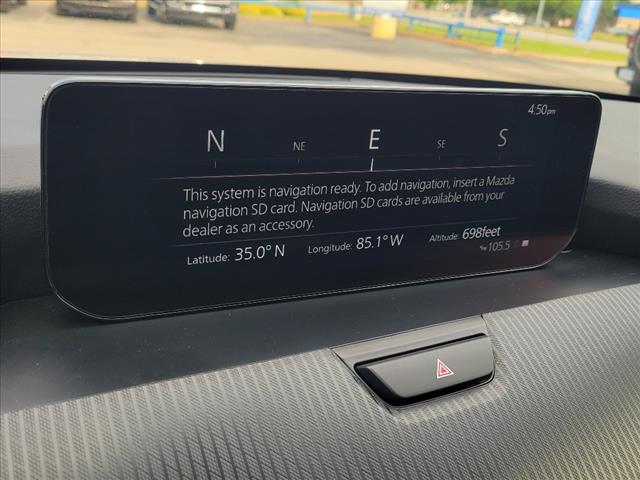 4:50pm
N NE E SE S
This system is navigation ready. To add navigation, insert a Mazda
navigation SD card. Navigation SD cards are available from your
dealer as an accessory.
Latitude: 35.0° N Longitude: 85.1° W Altitude: 698feet
105.5